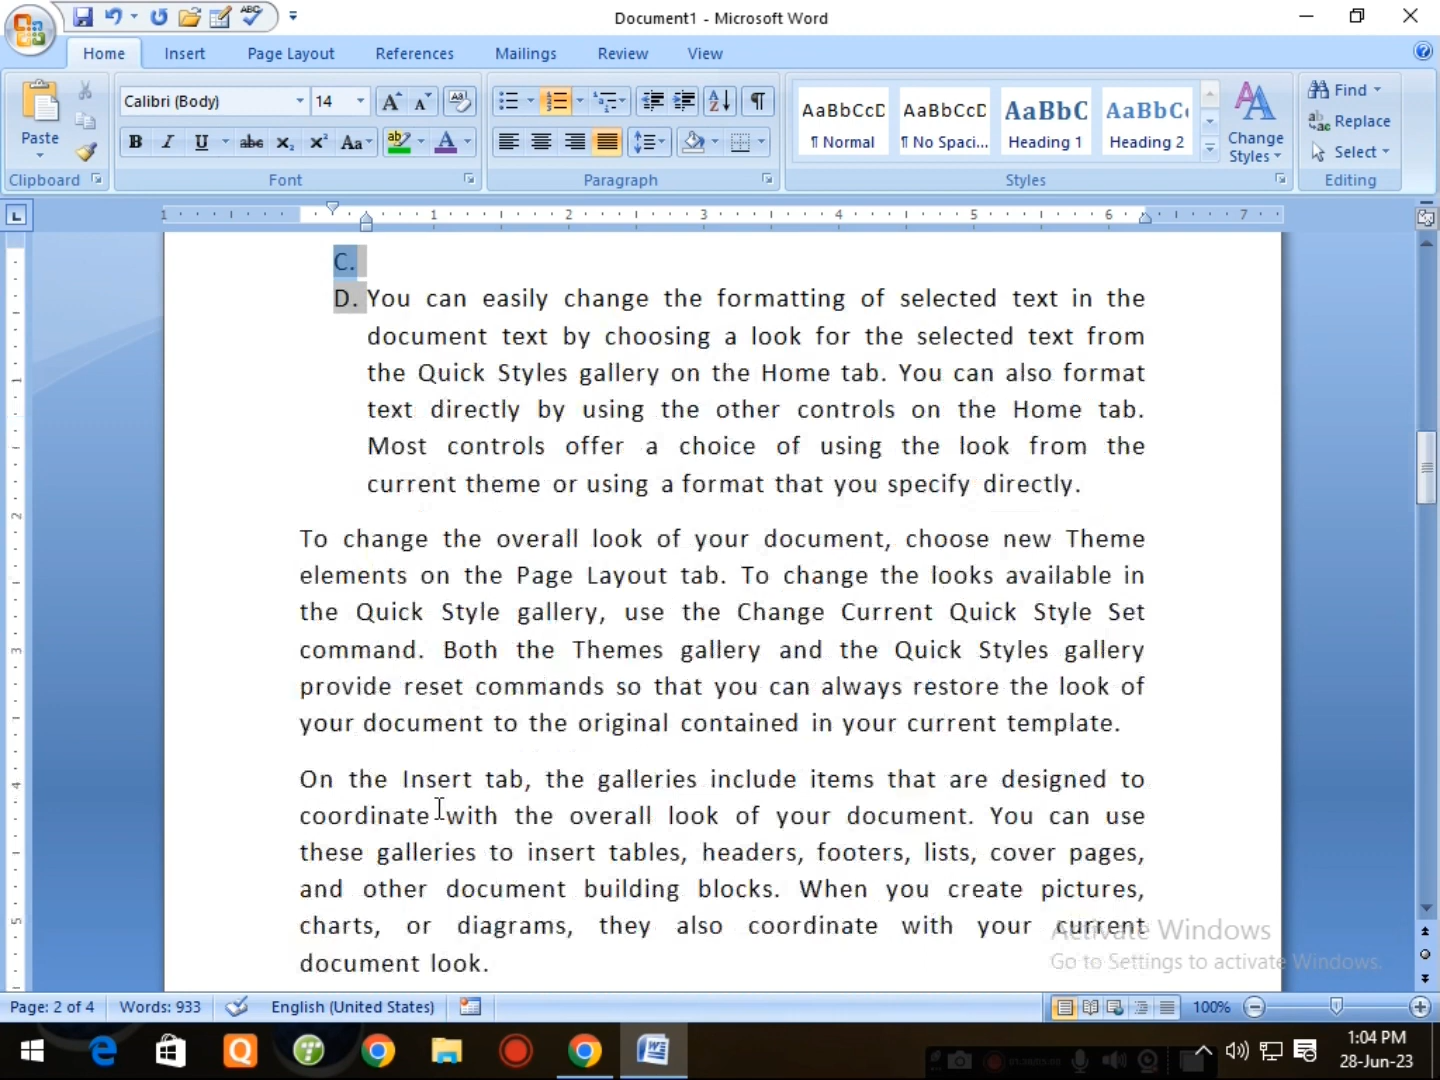 Document1 - Microsoft Word
Home Insert Page Layout References Mailings Review View
Paste
Calibri (Body) 14
AaBbCcD AaBbCcD AaBbC AaBbC
¶ Normal ¶ No Spaci... Heading 1 Heading 2
Change
Styles
Find
Replace
Select
Clipboard Font Paragraph Styles Editing
1 1 2 3 4 5 6 7
C.
D. You can easily change the formatting of selected text in the
document text by choosing a look for the selected text from
the Quick Styles gallery on the Home tab. You can also format
text directly by using the other controls on the Home tab.
Most controls offer a choice of using the look from the
current theme or using a format that you specify directly.
To change the overall look of your document, choose new Theme
elements on the Page Layout tab. To change the looks available in
the Quick Style gallery, use the Change Current Quick Style Set
command. Both the Themes gallery and the Quick Styles gallery
provide reset commands so that you can always restore the look of
your document to the original contained in your current template.
On the Insert tab, the galleries include items that are designed to
coordinate with the overall look of your document. You can use
these galleries to insert tables, headers, footers, lists, cover pages,
and other document building blocks. When you create pictures,
charts, or diagrams, they also coordinate with your current
document look.
Activate Windows
Go to Settings to activate Windows.
Page: 2 of 4 Words: 933 English (United States) 100%
1:04 PM
28-Jun-23